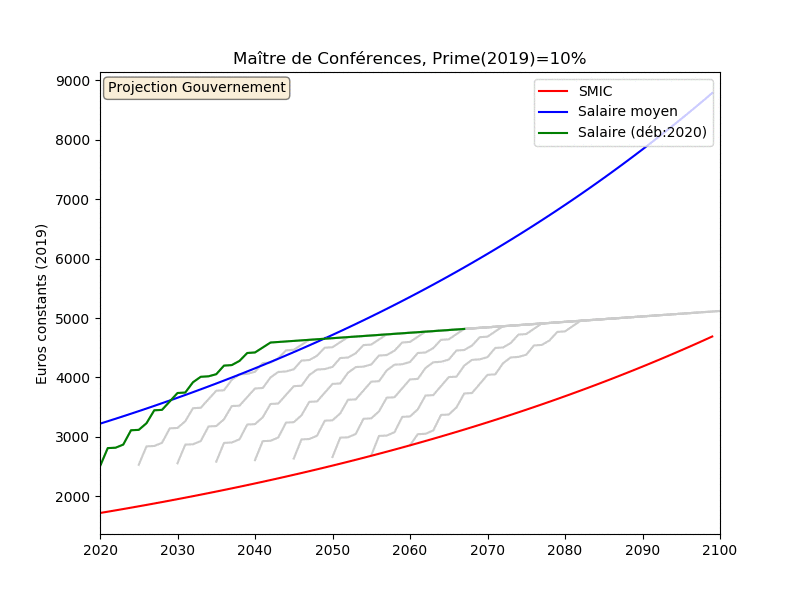 Maître de Conférences, Prime(2019)=10%
Projection Gouvernement
SMIC
Salaire moyen
Salaire (déb:2020)
Euros constants (2019)
9000
8000
7000
6000
5000
4000
3000
2000
2020 2030 2040 2050 2060 2070 2080 2090 2100